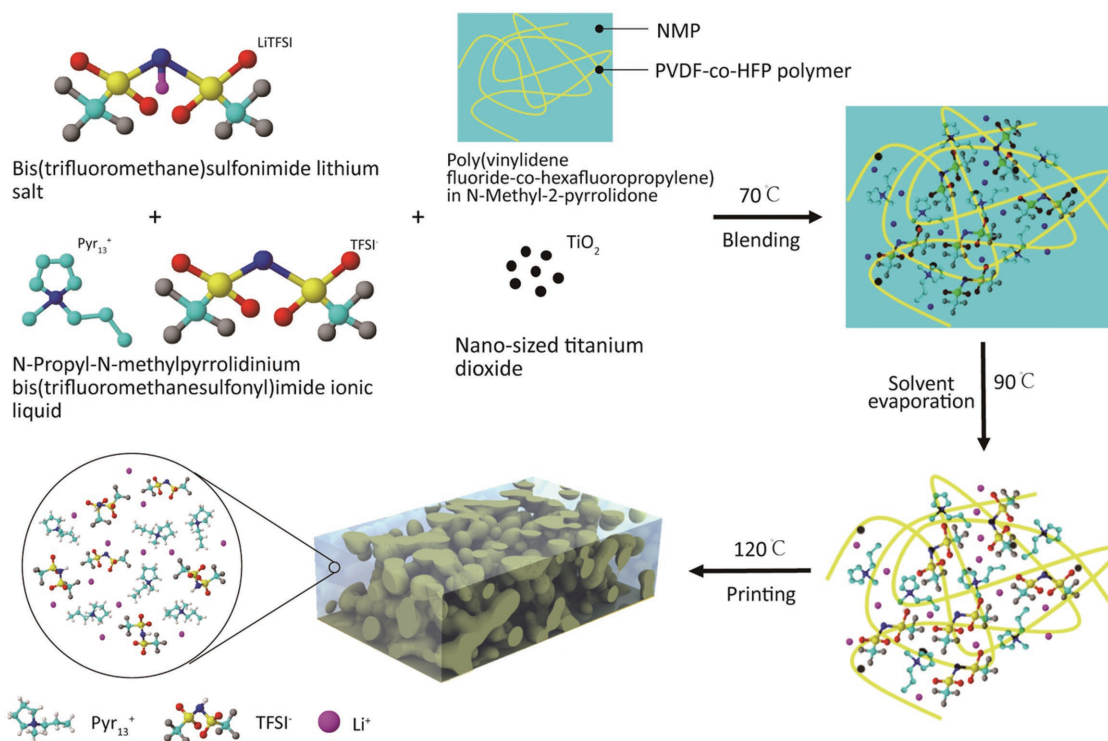 LiTFSI
Bis(trifluoromethane)sulfonimide lithium
salt
+
Pyr₁₃⁺
TFSI⁻
N-Propyl-N-methylpyrrolidinium
bis(trifluoromethanesulfonyl)imide ionic
liquid
+
NMP
PVDF-co-HFP polymer
Poly(vinylidene
fluoride-co-hexafluoropropylene)
in N-Methyl-2-pyrrolidone
TiO₂
Nano-sized titanium
dioxide
70℃
Blending
Solvent
evaporation
90℃
120℃
Printing
Pyr₁₃⁺
TFSI⁻
Li⁺